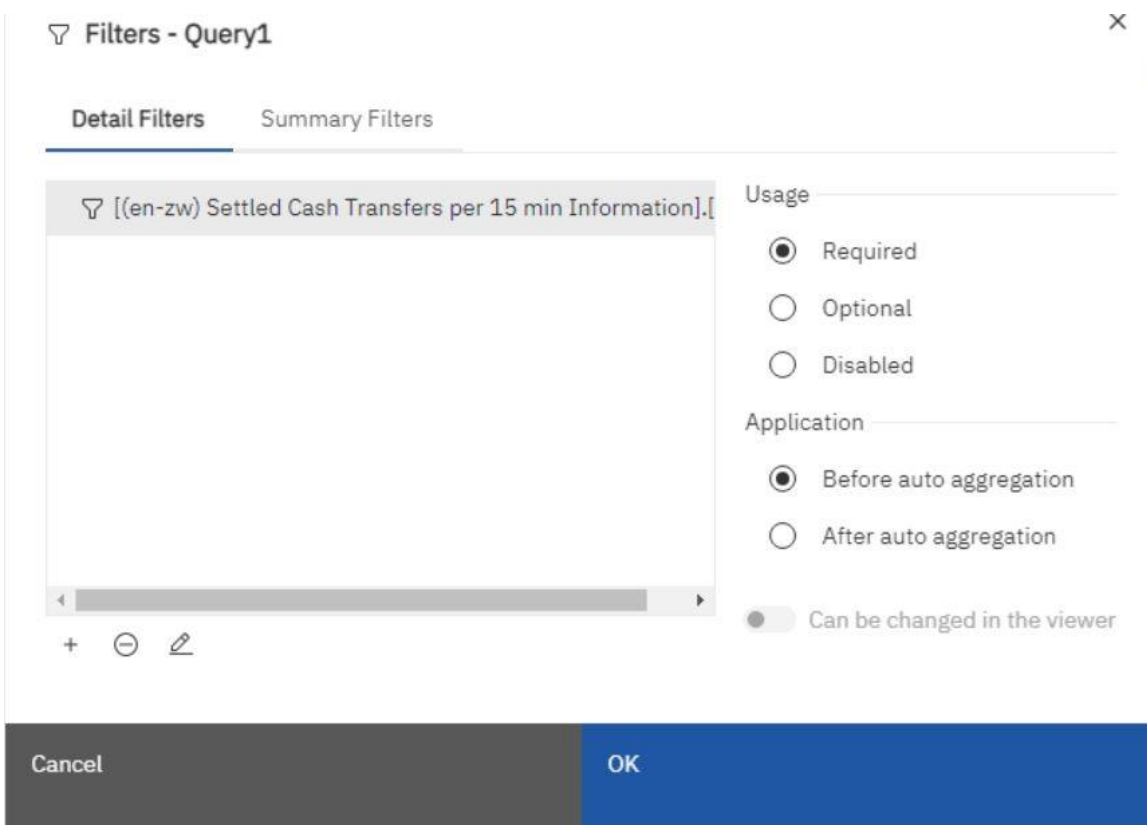 Filters - Query1
Detail Filters
Summary Filters
[(en-zw) Settled Cash Transfers per 15 min Information].[
Usage
Required
Optional
Disabled
Application
Before auto aggregation
After auto aggregation
Can be changed in the viewer
Cancel
OK